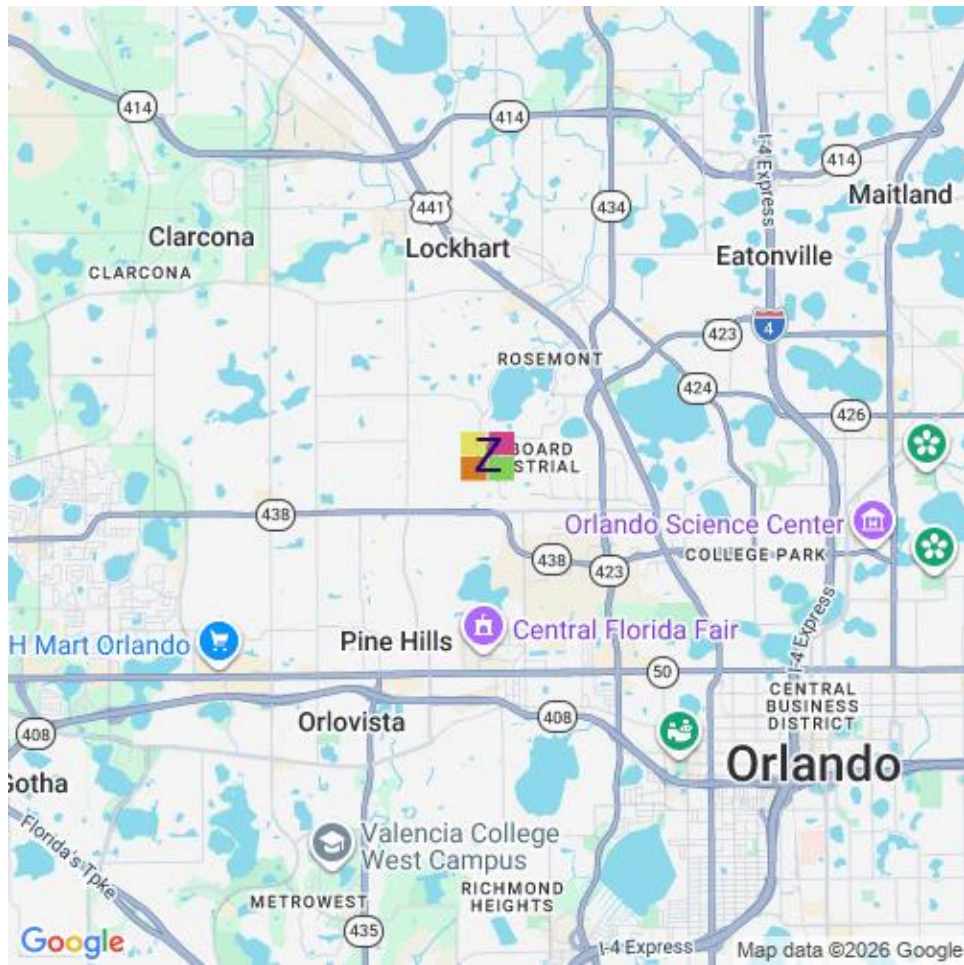 414
414
I-4 Express
414
Maitland
441
434
Clarcona
Lockhart
Eatonville
CLARCONA
423
4
ROSEMONT
424
426
Z
BOARD
STRIAL
438
Orlando Science Center
438
423
COLLEGE PARK
H Mart Orlando
Pine Hills
Central Florida Fair
I-4 Express
50
CENTRAL
BUSINESS
DISTRICT
Orlovista
408
408
Gotha
Orlando
Florida's Tpke
Valencia College
West Campus
METROWEST
RICHMOND
HEIGHTS
435
I-4 Express
Google
Map data ©2026 Google